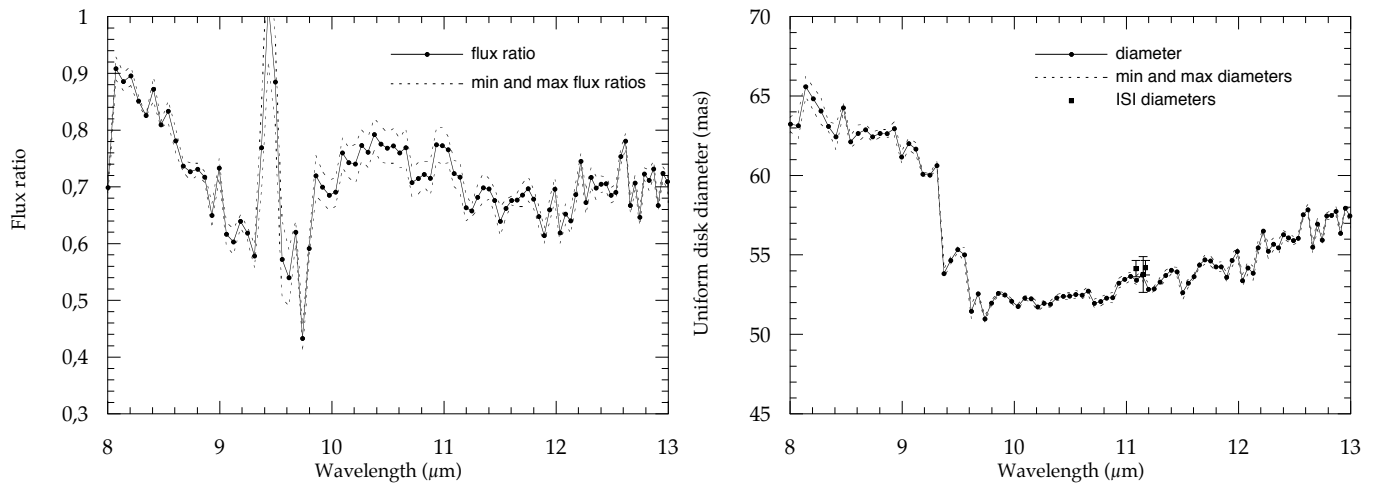 1
0,9
0,8
0,7
0,6
0,5
0,4
0,3
Flux ratio
flux ratio
min and max flux ratios
8
9
10
11
12
13
Wavelength (µm)
70
65
60
55
50
45
Uniform disk diameter (mas)
diameter
min and max diameters
ISI diameters
8
9
10
11
12
13
Wavelength (µm)